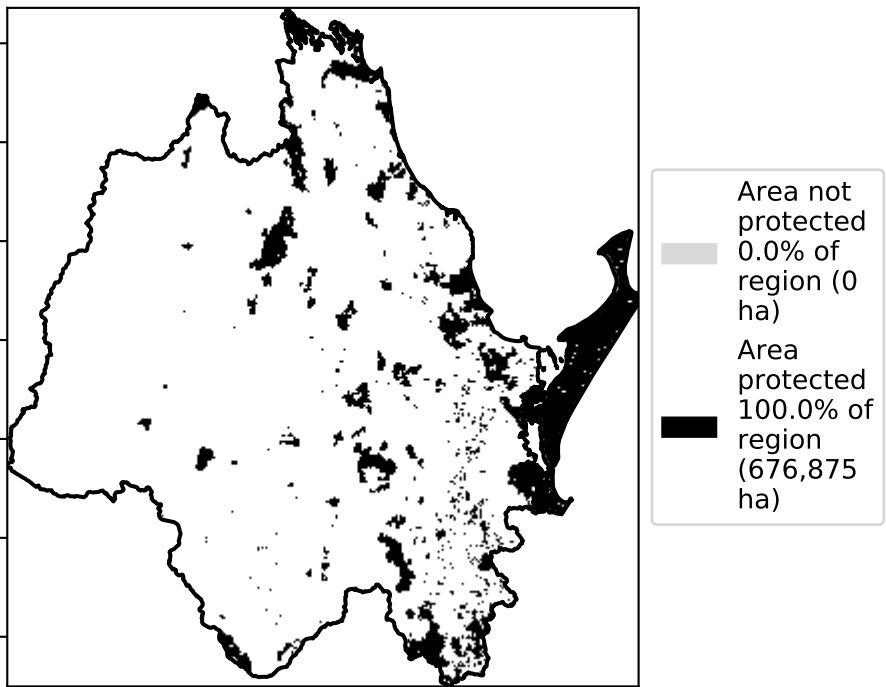 Area not
protected
0.0% of
region (0
ha)
Area
protected
100.0% of
region
(676,875
ha)